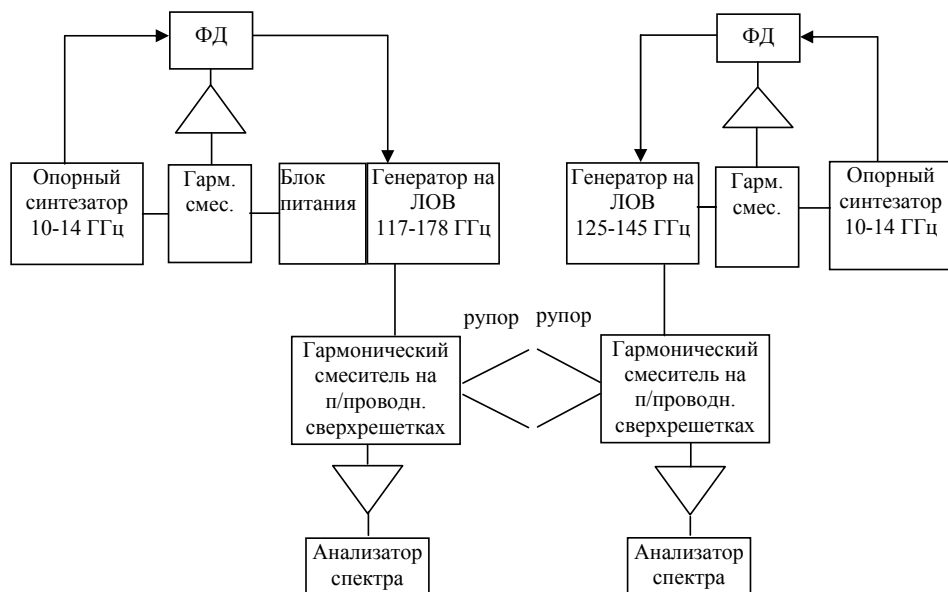 ФД
ФД
Опорный
синтезатор
10-14 ГГц
Гарм.
смес.
Блок
питания
Генератор на
ЛОВ
117-178 ГГц
Генератор на
ЛОВ
125-145 ГГц
Гарм.
смес.
Опорный
синтезатор
10-14 ГГц
рупор
рупор
Гармонический
смеситель на
п/проводн.
сверхрешетках
Гармонический
смеситель на
п/проводн.
сверхрешетках
Анализатор
спектра
Анализатор
спектра